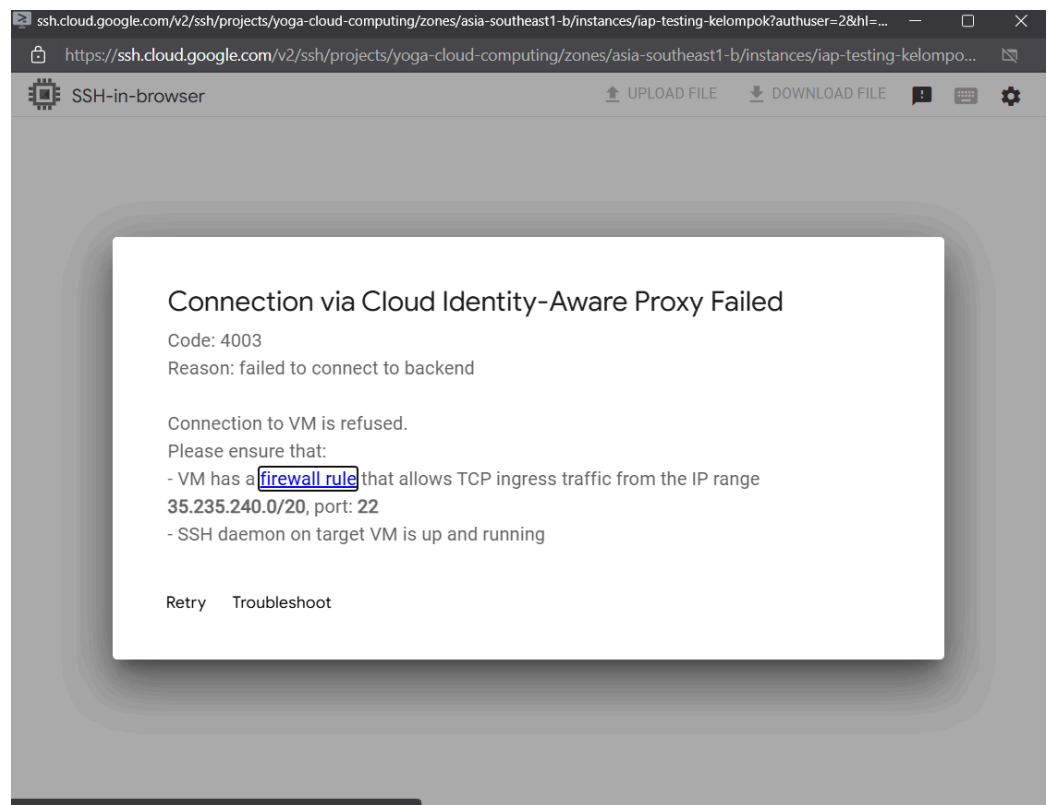 ssh.cloud.google.com/v2/ssh/projects/yoga-cloud-computing/zones/asia-southeast1-b/instances/iap-testing-kelompok?authuser=2&hl=...
https://ssh.cloud.google.com/v2/ssh/projects/yoga-cloud-computing/zones/asia-southeast1-b/instances/iap-testing-kelompo...
SSH-in-browser
UPLOAD FILE
DOWNLOAD FILE
Connection via Cloud Identity-Aware Proxy Failed
Code: 4003
Reason: failed to connect to backend
Connection to VM is refused.
Please ensure that:
- VM has a firewall rule that allows TCP ingress traffic from the IP range
35.235.240.0/20, port: 22
- SSH daemon on target VM is up and running
Retry Troubleshoot